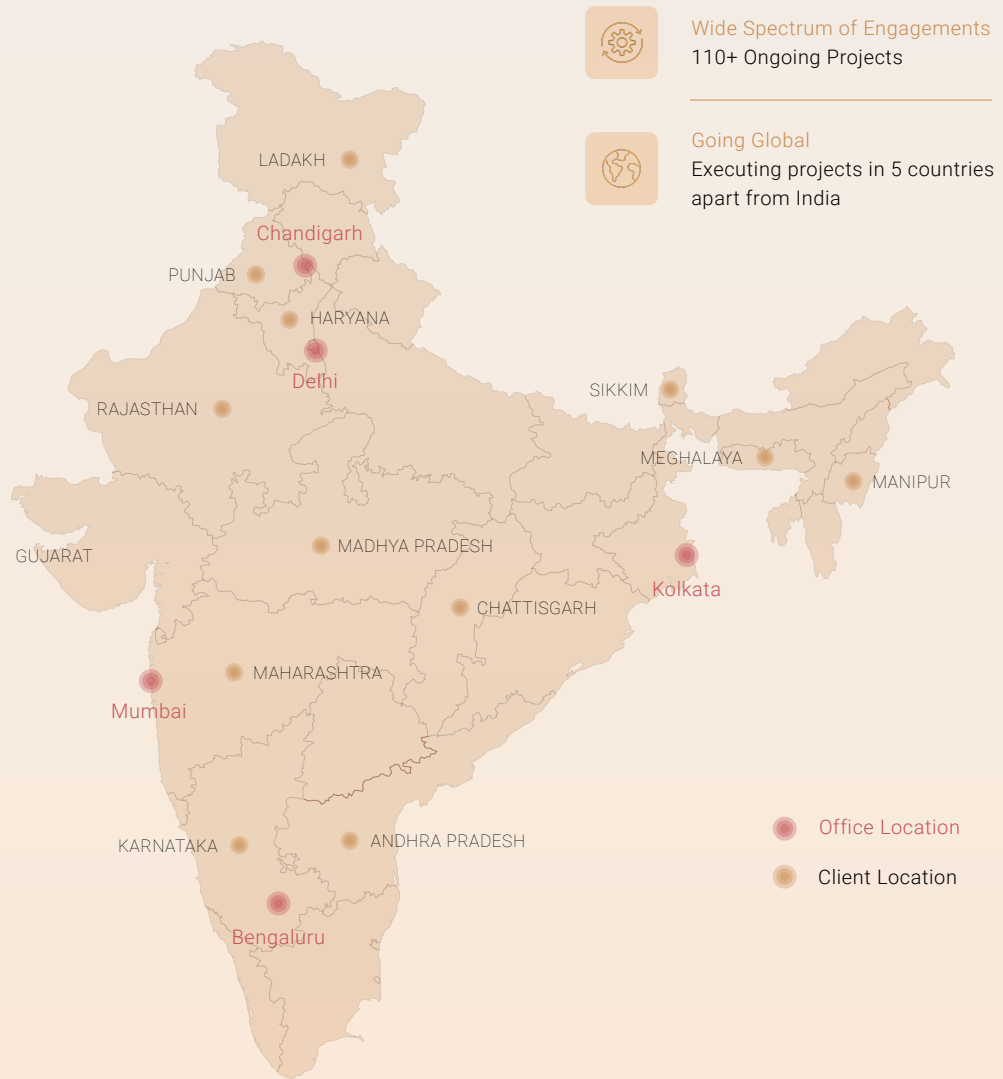 Wide Spectrum of Engagements
110+ Ongoing Projects
Going Global
Executing projects in 5 countries
apart from India
LADAKH
Chandigarh
PUNJAB
HARYANA
Delhi
RAJASTHAN
SIKKIM
MEGHALAYA
MANIPUR
GUJARAT
MADHYA PRADESH
Kolkata
CHATTISGARH
MAHARASHTRA
Mumbai
KARNATAKA
ANDHRA PRADESH
Bengaluru
Office Location
Client Location